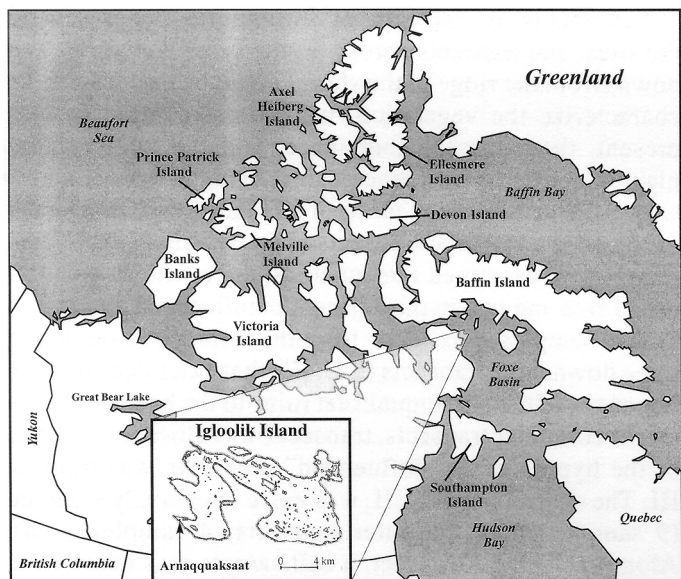 Greenland
Axel
Heiberg
Island
Beaufort
Sea
Prince Patrick
Island
Ellesmere
Island
Baffin Bay
Devon Island
Melville
Island
Banks
Island
Baffin Island
Victoria
Island
Foxe
Basin
Great Bear Lake
Yukon
Igloolik Island
Southampton
Island
Hudson
Bay
Quebec
Arnaqquaksaat
0 4 km
British Columbia